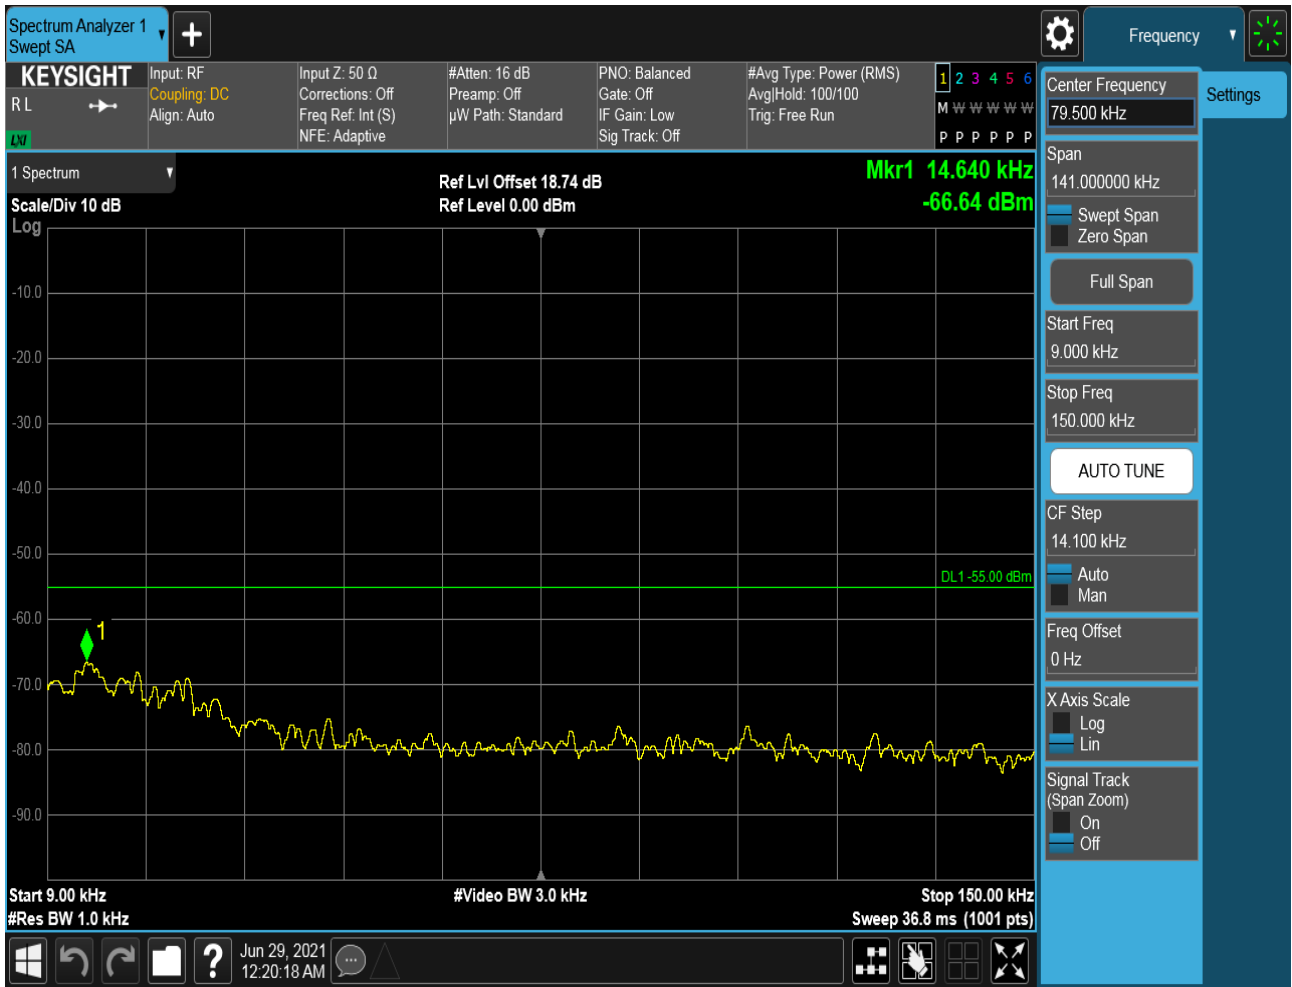 Spectrum Analyzer 1
Swept SA
Frequency
KEYSIGHT
R L
LXI
Input: RF
Coupling: DC
Align: Auto
Input Z: 50 Ω
Corrections: Off
Freq Ref: Int (S)
NFE: Adaptive
#Atten: 16 dB
Preamp: Off
µW Path: Standard
PNO: Balanced
Gate: Off
IF Gain: Low
Sig Track: Off
#Avg Type: Power (RMS)
Avg|Hold: 100/100
Trig: Free Run
1 2 3 4 5 6
M W W W W W
P P P P P P
1 Spectrum
Scale/Div 10 dB
Log
Ref Lvl Offset 18.74 dB
Ref Level 0.00 dBm
Mkr1 14.640 kHz
-66.64 dBm
-10.0
-20.0
-30.0
-40.0
-50.0
DL1 -55.00 dBm
-60.0
1
-70.0
-80.0
-90.0
Start 9.00 kHz
#Res BW 1.0 kHz
#Video BW 3.0 kHz
Stop 150.00 kHz
Sweep 36.8 ms (1001 pts)
Jun 29, 2021
12:20:18 AM
Center Frequency
79.500 kHz
Settings
Span
141.000000 kHz
Swept Span
Zero Span
Full Span
Start Freq
9.000 kHz
Stop Freq
150.000 kHz
AUTO TUNE
CF Step
14.100 kHz
Auto
Man
Freq Offset
0 Hz
X Axis Scale
Log
Lin
Signal Track
(Span Zoom)
On
Off